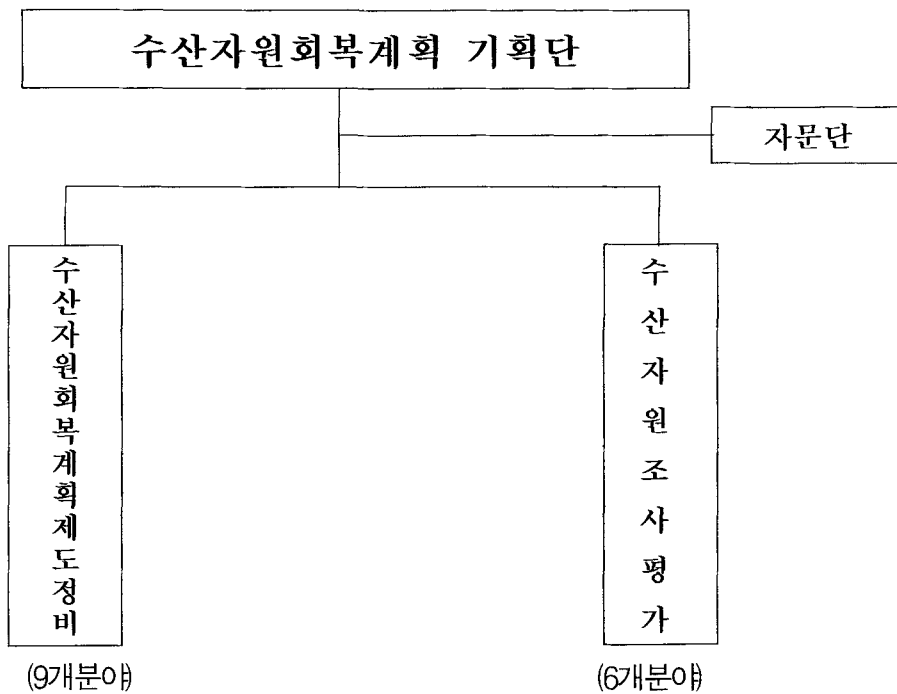 수산자원회복계획 기획단
자문단
수산자원회복계획제도정비
수산자원조사평가
(9개분야)
(6개분야)